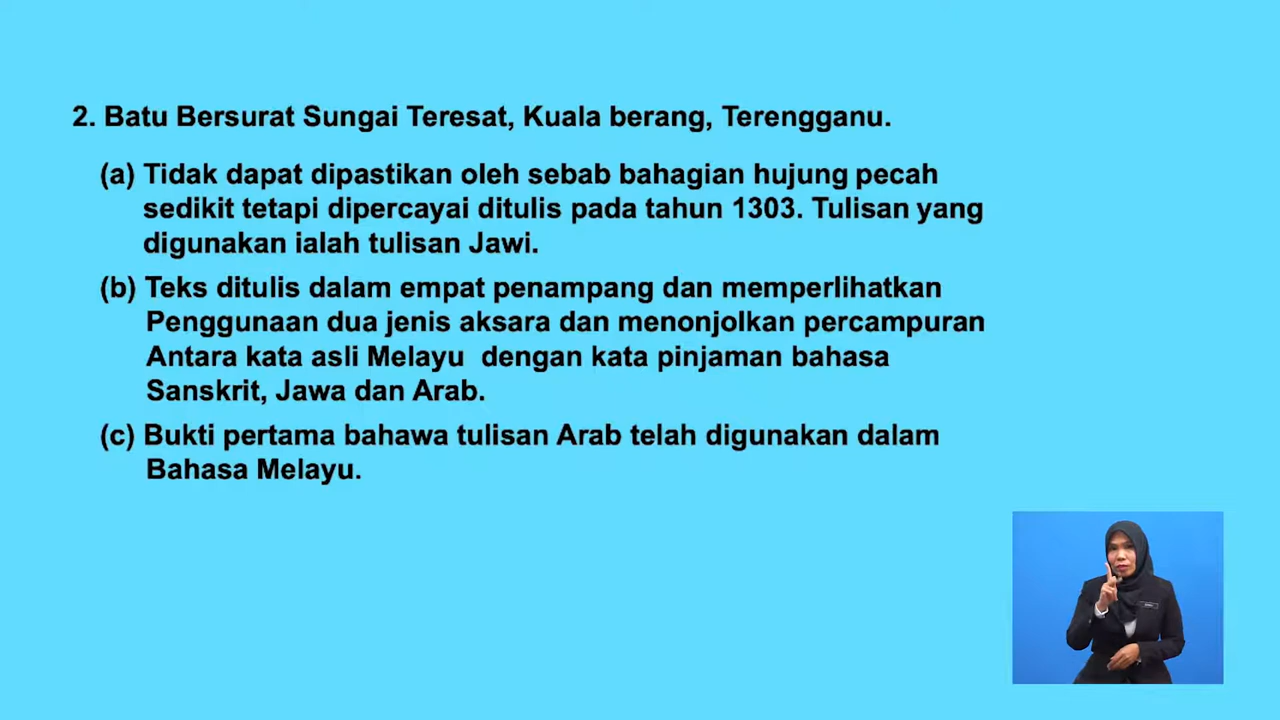 2. Batu Bersurat Sungai Teresat, Kuala berang, Terengganu.
(a) Tidak dapat dipastikan oleh sebab bahagian hujung pecah
sedikit tetapi dipercayai ditulis pada tahun 1303. Tulisan yang
digunakan ialah tulisan Jawi.
(b) Teks ditulis dalam empat penampang dan memperlihatkan
Penggunaan dua jenis aksara dan menonjolkan percampuran
Antara kata asli Melayu dengan kata pinjaman bahasa
Sanskrit, Jawa dan Arab.
(c) Bukti pertama bahawa tulisan Arab telah digunakan dalam
Bahasa Melayu.